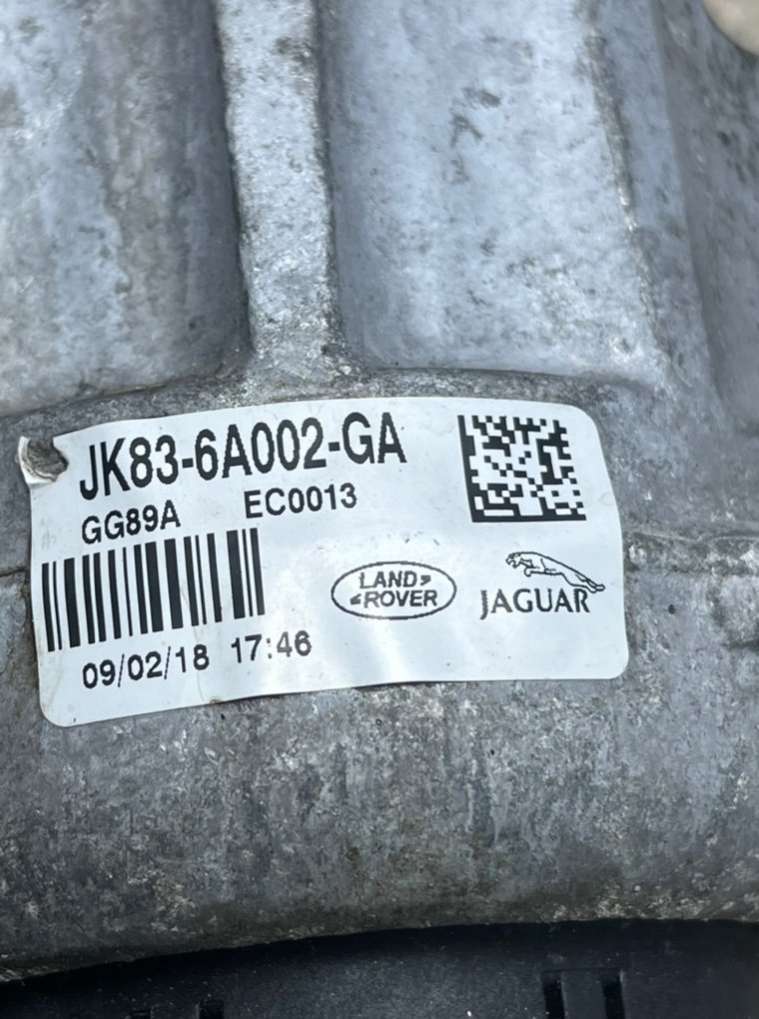 JK83-6A002-GA
GG89A EC0013
LAND
ROVER
JAGUAR
09/02/18 17:46